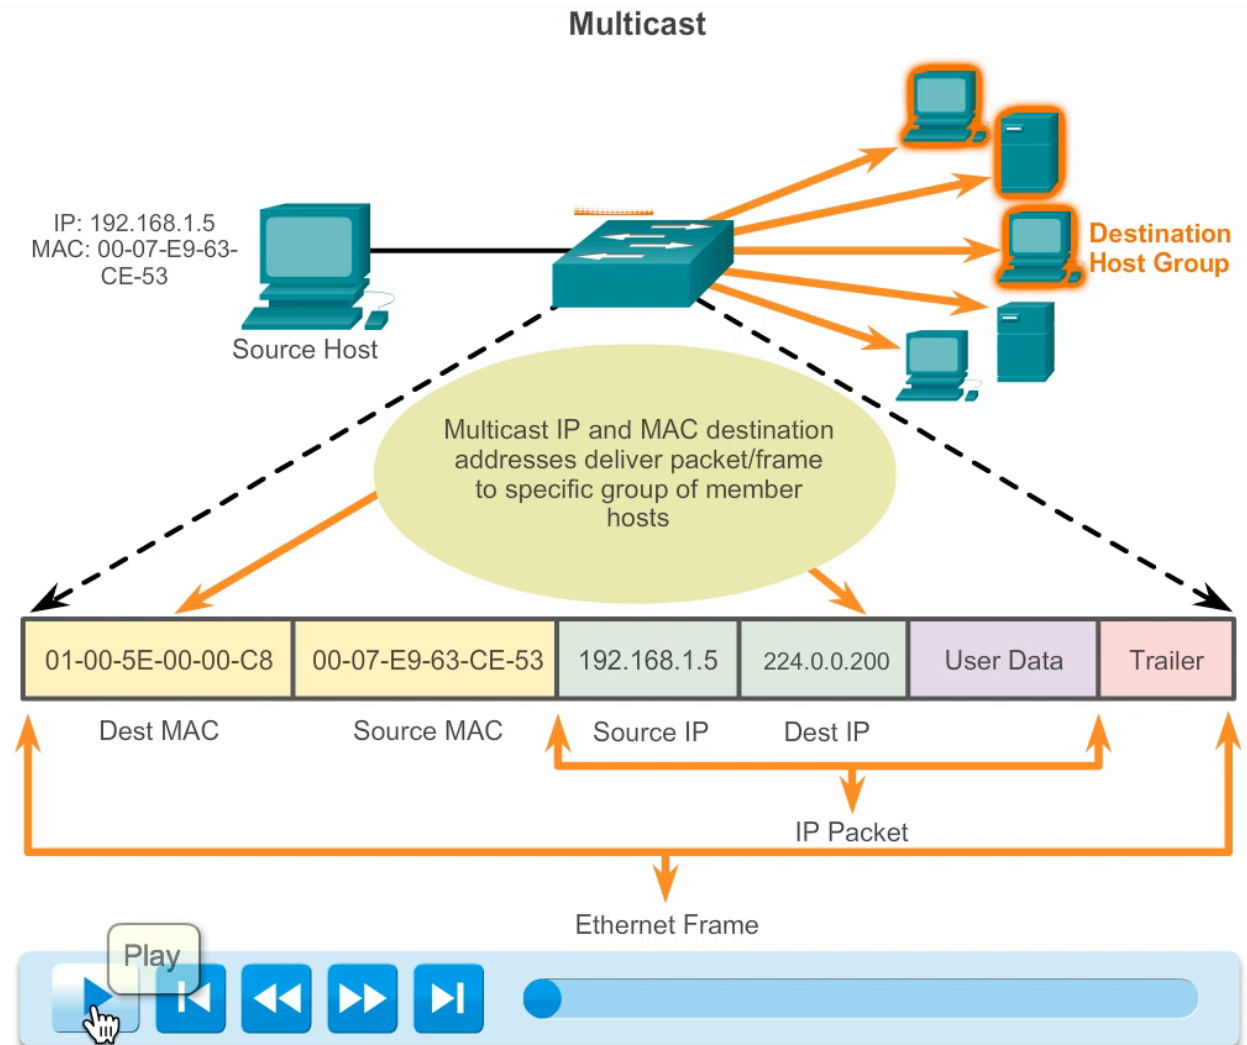 Multicast
IP: 192.168.1.5
MAC: 00-07-E9-63-
CE-53
Source Host
Destination
Host Group
Multicast IP and MAC destination
addresses deliver packet/frame
to specific group of member
hosts
01-00-5E-00-00-C8 00-07-E9-63-CE-53 192.168.1.5 224.0.0.200 User Data Trailer
Dest MAC Source MAC Source IP Dest IP
IP Packet
Ethernet Frame
Play